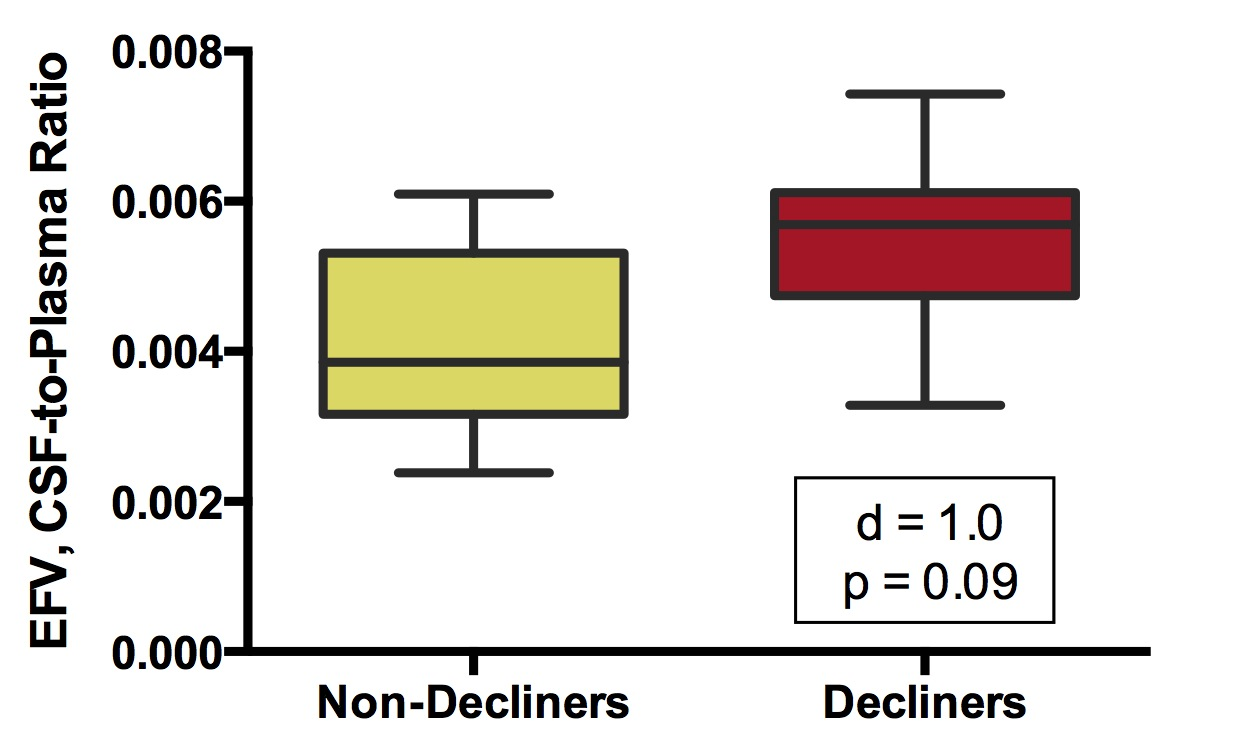 EFV, CSF-to-Plasma Ratio
0.008
0.006
0.004
0.002
0.000
d = 1.0
p = 0.09
Non-Decliners
Decliners